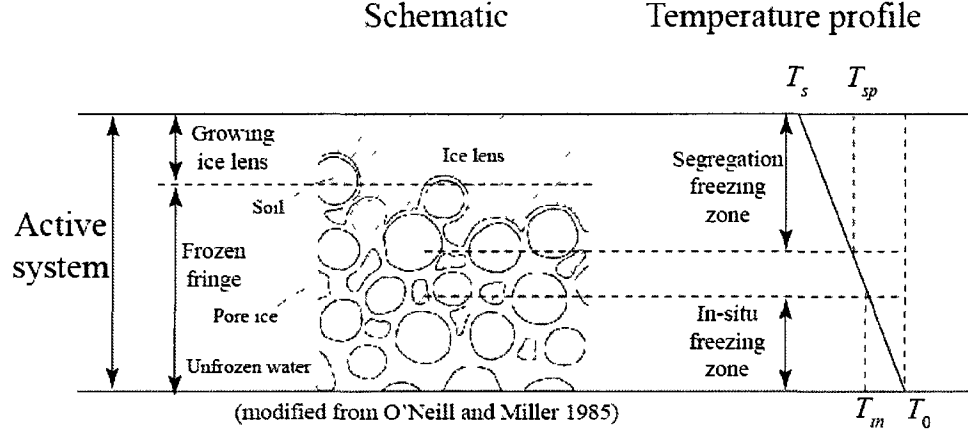 Schematic
Temperature profile
T_s
T_sp
Growing
ice lens
Ice lens
Segregation
freezing
zone
Soil
Active
system
Frozen
fringe
Pore ice
In-situ
freezing
zone
Unfrozen water
(modified from O'Neill and Miller 1985)
T_in
T_0